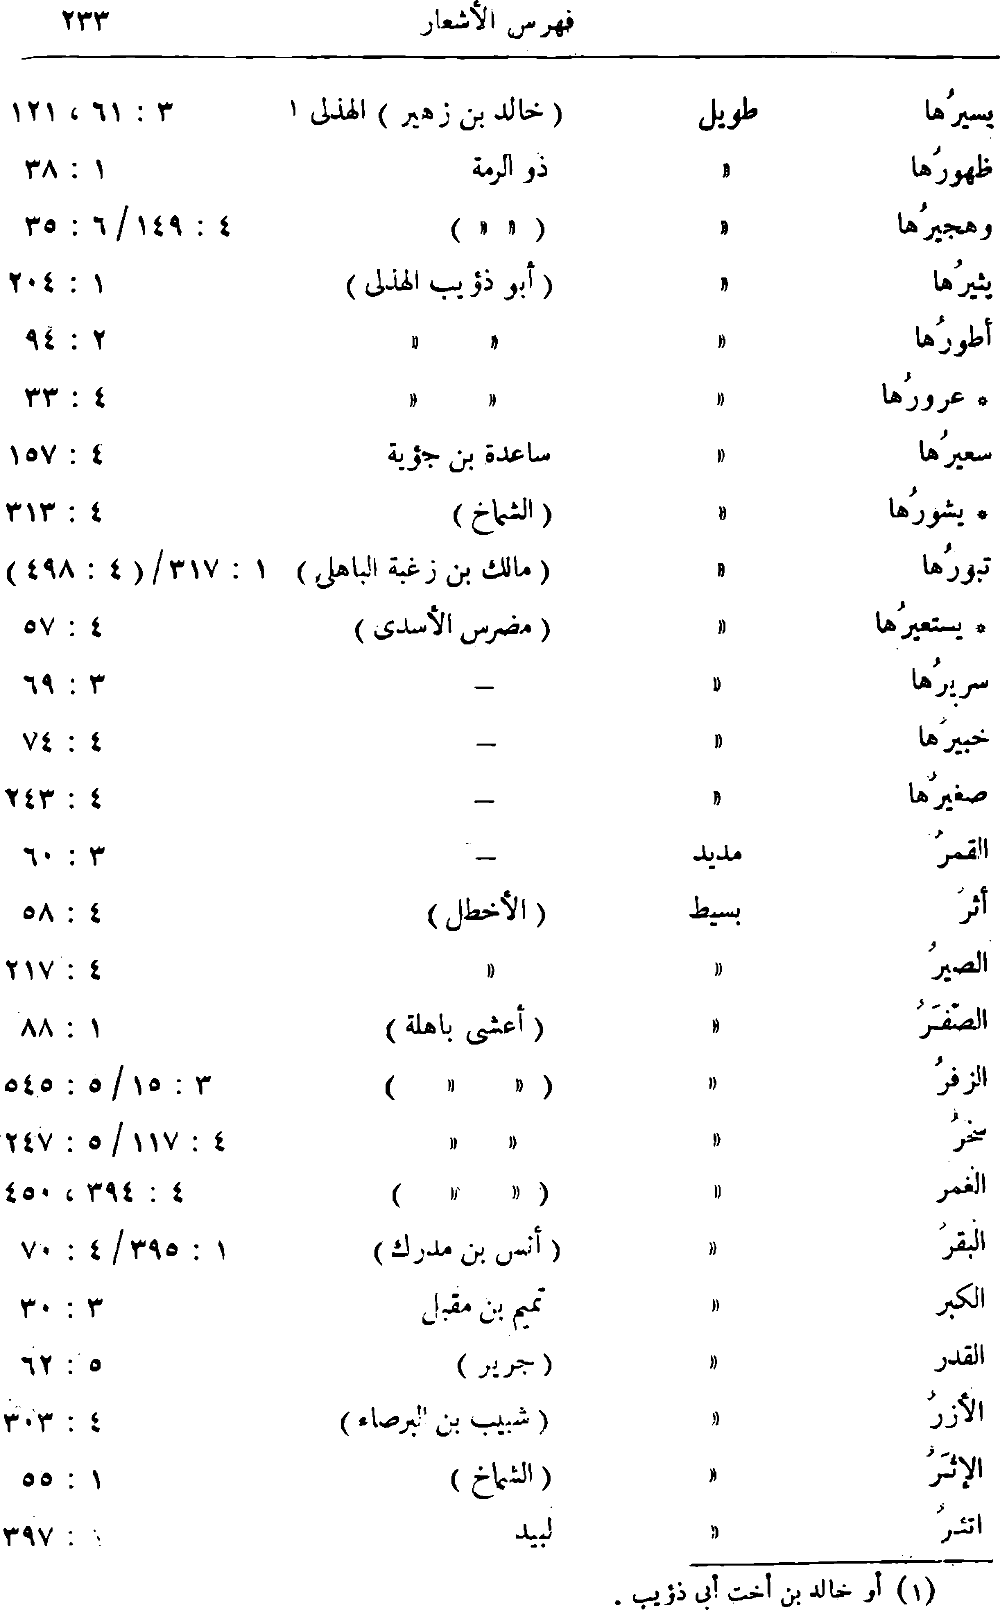 فهرس الأشعار ٢٣٣
يسيرُها طويل ( خالد بن زهير ) الهذلى ١ ٣ : ٦١ ، ١٢١
ظهورُها » ذو الرمة ١ : ٣٨
وهجيرُها » ( » » ) ٤ : ١٤٩ / ٦ : ٣٥
يثيرُها » ( أبو ذؤيب الهذلى ) ١ : ٢٠٤
أطورُها » » » ٢ : ٩٤
* عرورُها » » » ٤ : ٣٣
سعيرُها » ساعدة بن جؤية ٤ : ١٥٧
* يشورُها » ( الشماخ ) ٤ : ٣١٣
تبورُها » ( مالك بن زغبة الباهلى ) ١ : ٣١٧ / ( ٤ : ٤٩٨ )
* يستعيرُها » ( مضرس الأسدى ) ٤ : ٥٧
سريرُها » — ٣ : ٦٩
خبيرُها » — ٤ : ٧٤
صغيرُها » — ٤ : ٢٤٣
القمرُ مديد — ٣ : ٦٠
أثرُ بسيط ( الأخطل ) ٤ : ٥٨
الصيرُ » » ٤ : ٢١٧
الصّفَرُ » ( أعشى باهلة ) ١ : ٨٨
الزفرُ » ( » » ) ٣ : ١٥ / ٥ : ٥٤٥
سخرُ » » » ٤ : ١١٧ / ٥ : ٢٤٧
الغمر » ( » » ) ٤ : ٣٩٤ ، ٤٥٠
البقرُ » ( أنس بن مدرك ) ١ : ٣٩٥ / ٤ : ٧٠
الكبر » تميم بن مقبل ٣ : ٣٠
القدر » ( جرير ) ٥ : ٦٢
الأزرُ » ( شبيب بن البرصاء ) ٤ : ٣٠٣
الإثمَرُ » ( الشماخ ) ١ : ٥٥
اتئرُ » لبيد ١ : ٣٩٧
(١) أو خالد بن أخت أبى ذؤيب .